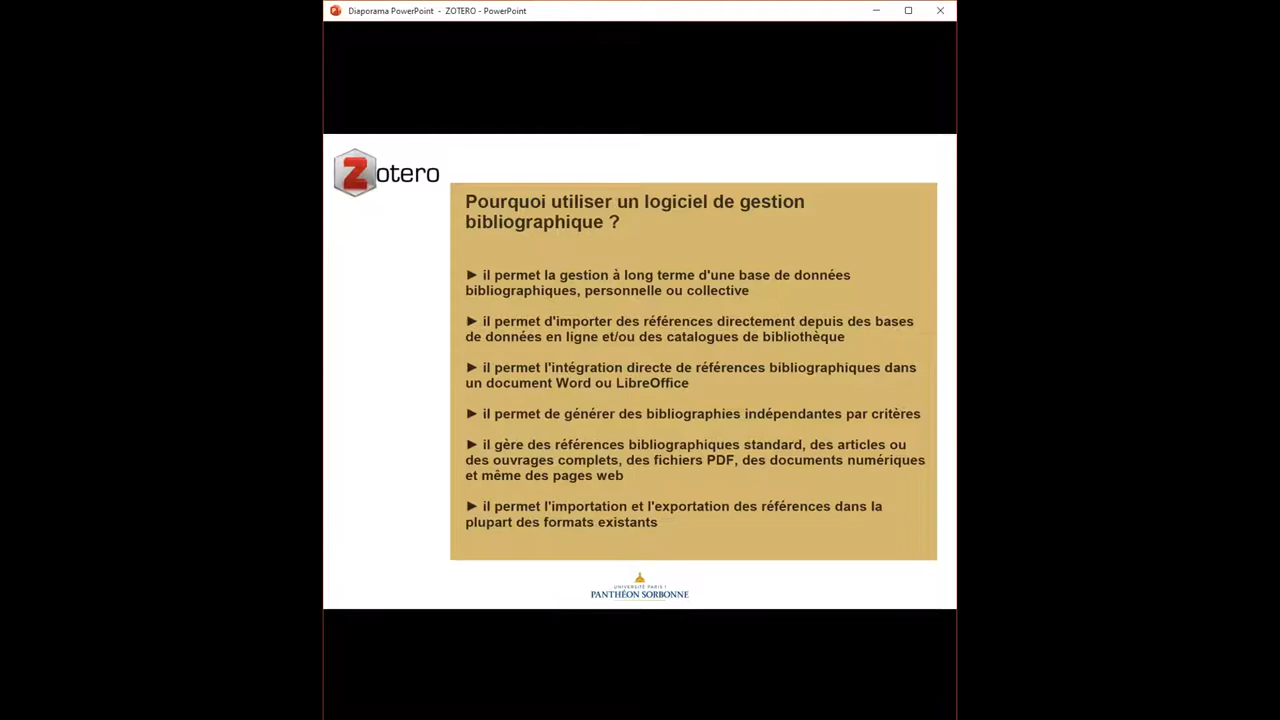 Diaporama PowerPoint - ZOTERO - PowerPoint
Zotero
Pourquoi utiliser un logiciel de gestion
bibliographique ?
► il permet la gestion à long terme d'une base de données
bibliographiques, personnelle ou collective
► il permet d'importer des références directement depuis des bases
de données en ligne et/ou des catalogues de bibliothèque
► il permet l'intégration directe de références bibliographiques dans
un document Word ou LibreOffice
► il permet de générer des bibliographies indépendantes par critères
► il gère des références bibliographiques standard, des articles ou
des ouvrages complets, des fichiers PDF, des documents numériques
et même des pages web
► il permet l'importation et l'exportation des références dans la
plupart des formats existants
UNIVERSITÉ PARIS 1
PANTHÉON SORBONNE